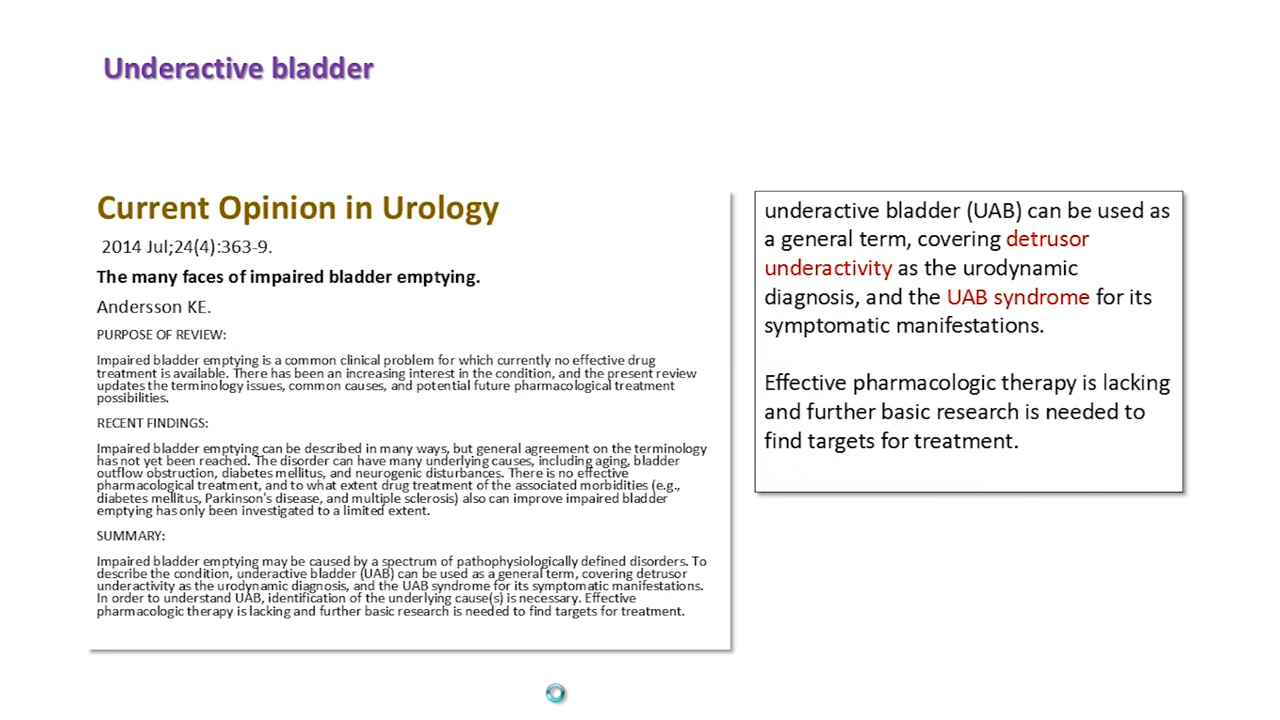 Underactive bladder
Current Opinion in Urology
2014 Jul;24(4):363-9.
The many faces of impaired bladder emptying.
Andersson KE.
PURPOSE OF REVIEW:
Impaired bladder emptying is a common clinical problem for which currently no effective drug
treatment is available. There has been an increasing interest in the condition, and the present review
updates the terminology issues, common causes, and potential future pharmacological treatment
possibilities.
RECENT FINDINGS:
Impaired bladder emptying can be described in many ways, but general agreement on the terminology
has not yet been reached. The disorder can have many underlying causes, including aging, bladder
outflow obstruction, diabetes mellitus, and neurogenic disturbances. There is no effective
pharmacological treatment, and to what extent drug treatment of the associated morbidities (e.g.,
diabetes mellitus, Parkinson's disease, and multiple sclerosis) also can improve impaired bladder
emptying has only been investigated to a limited extent.
SUMMARY:
Impaired bladder emptying may be caused by a spectrum of pathophysiologically defined disorders. To
describe the condition, underactive bladder (UAB) can be used as a general term, covering detrusor
underactivity as the urodynamic diagnosis, and the UAB syndrome for its symptomatic manifestations.
In order to understand UAB, identification of the underlying cause(s) is necessary. Effective
pharmacologic therapy is lacking and further basic research is needed to find targets for treatment.
underactive bladder (UAB) can be used as
a general term, covering detrusor
underactivity as the urodynamic
diagnosis, and the UAB syndrome for its
symptomatic manifestations.
Effective pharmacologic therapy is lacking
and further basic research is needed to
find targets for treatment.